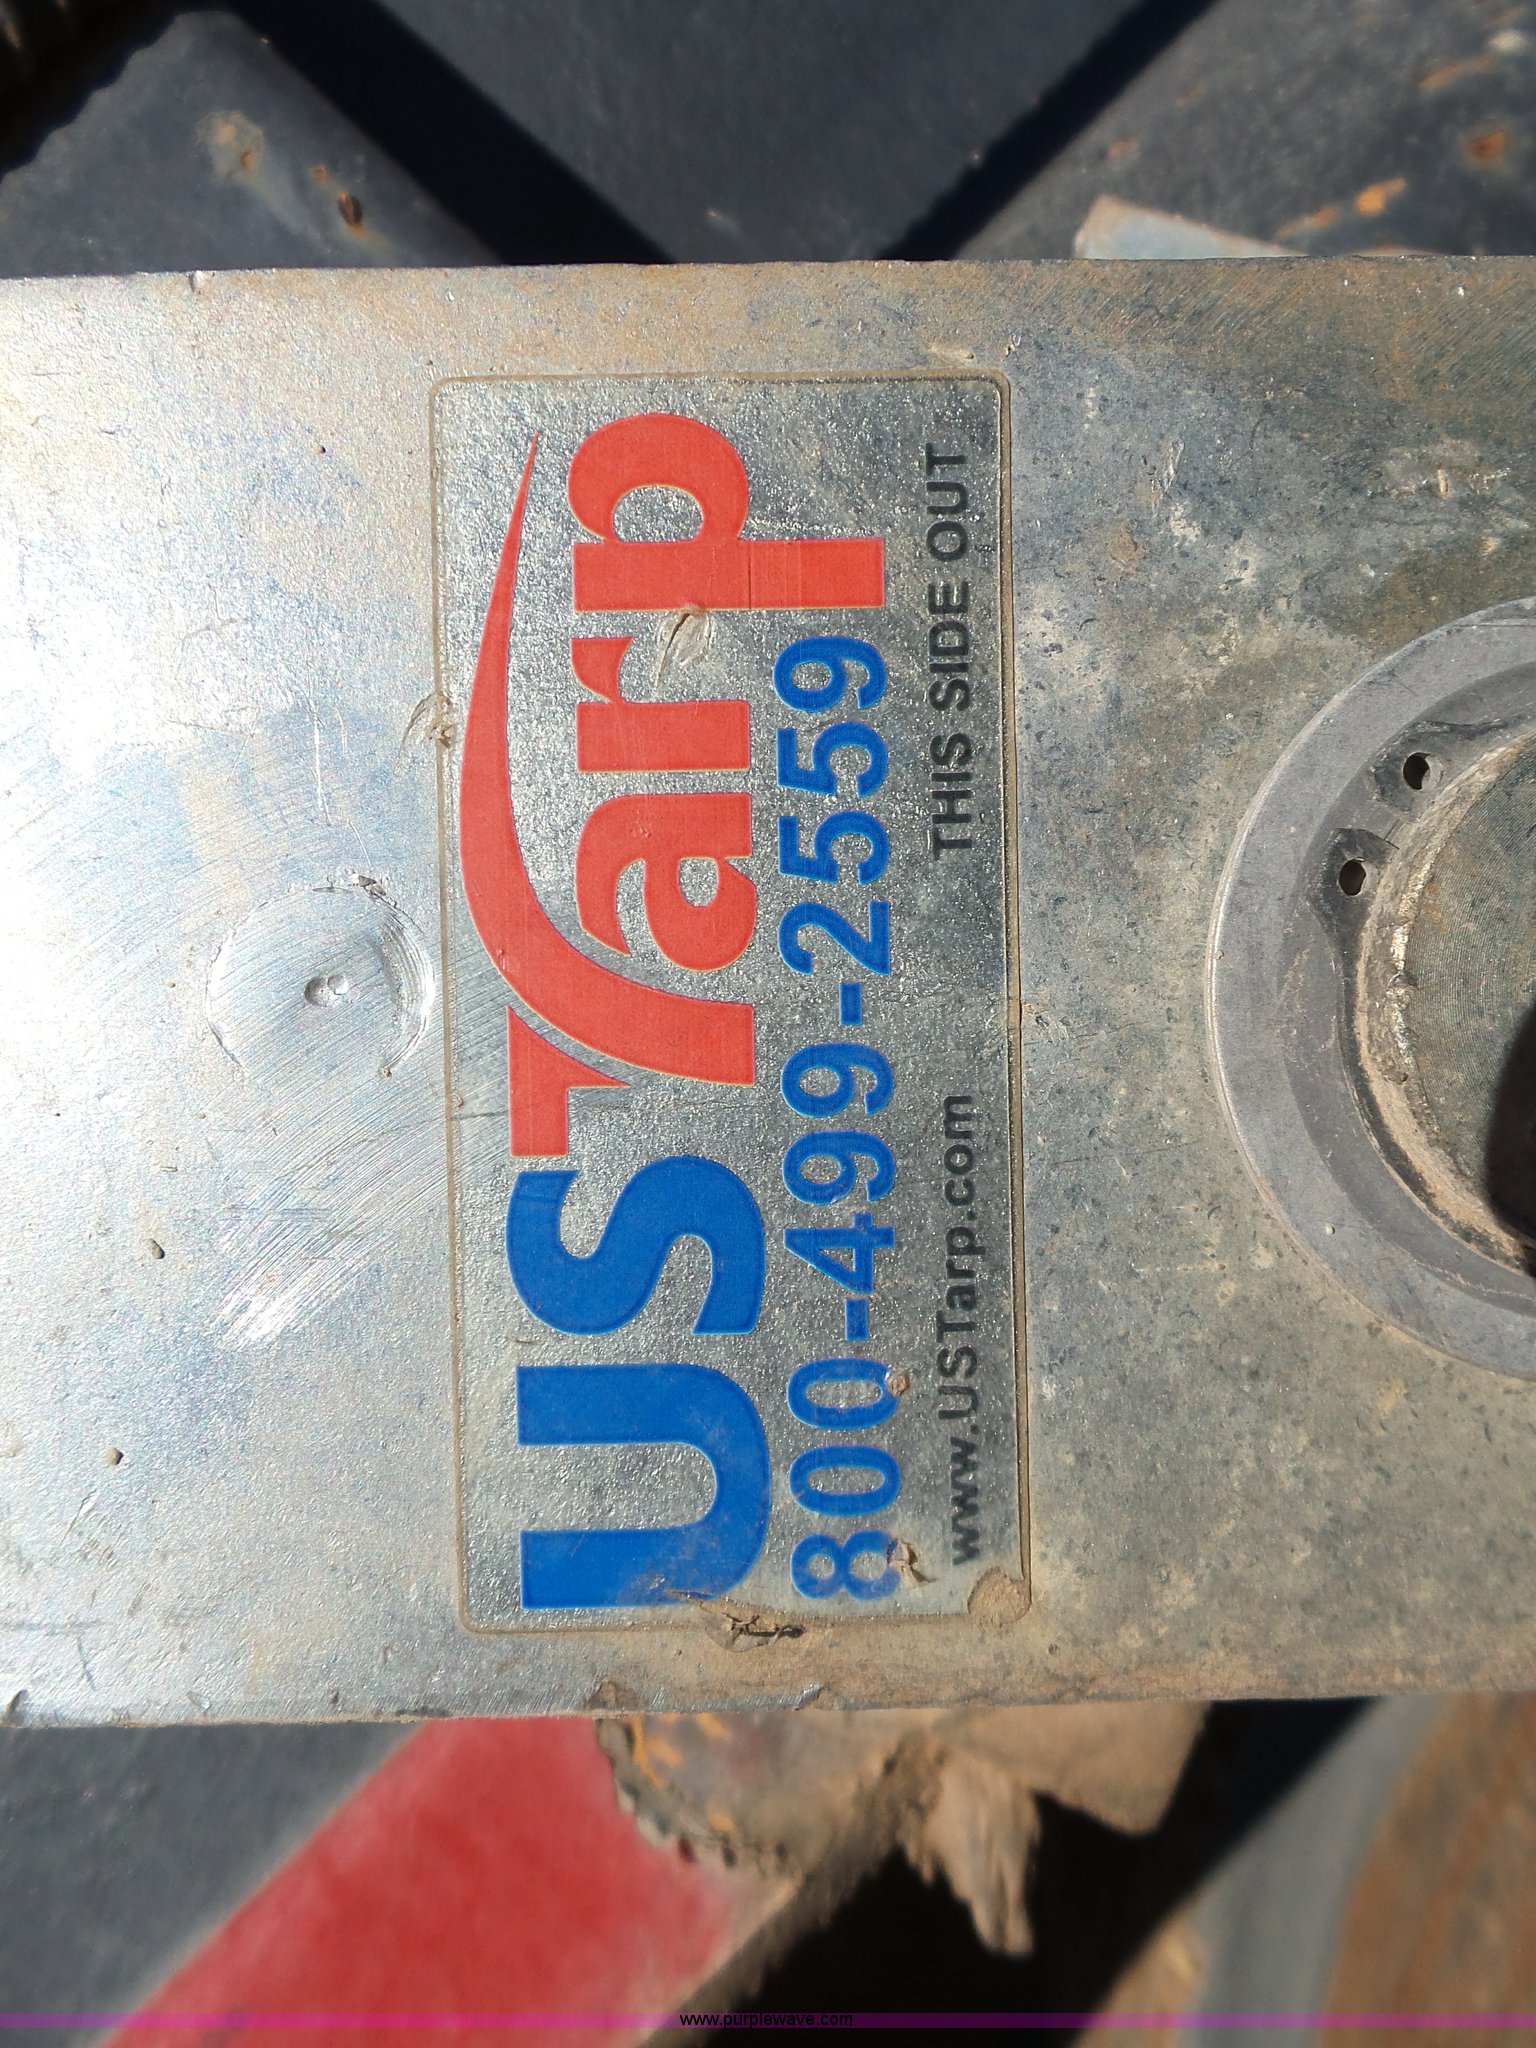 USTarp
800-499-2559
www.USTarp.com THIS SIDE OUT
www.purplewave.com